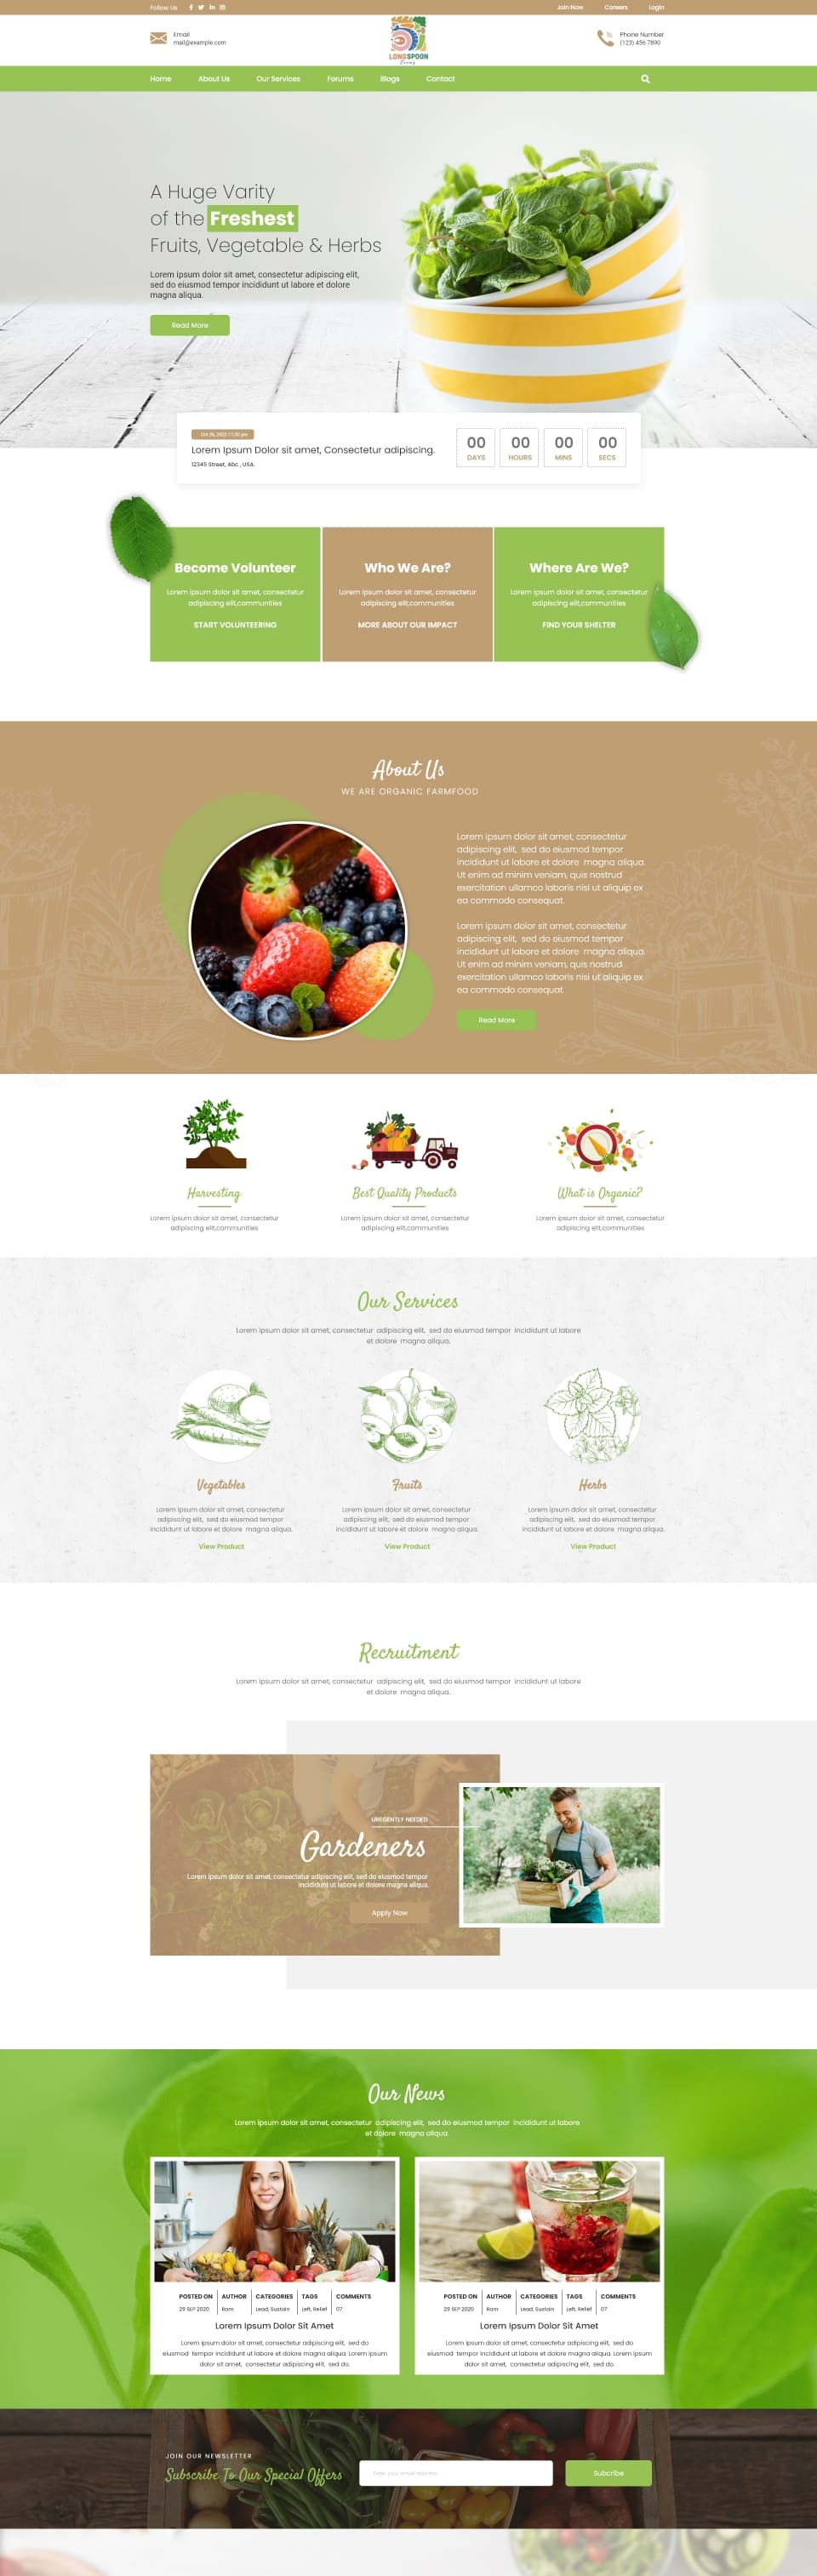 Follow Us
Join Now Careers Login
Email
mail@example.com
LONGSPOON
Farms
Phone Number
(123) 456 7890
Home About Us Our Services Forums Blogs Contact
A Huge Varity
of the Freshest
Fruits, Vegetable & Herbs
Lorem ipsum dolor sit amet, consectetur adipiscing elit,
sed do eiusmod tempor incididunt ut labore et dolore
magna aliqua.
Read More
Oct 26, 2022 11:00 pm
Lorem Ipsum Dolor sit amet, Consectetur adipiscing.
12345 Street, Abc , USA.
00 00 00 00
DAYS HOURS MINS SECS
Become Volunteer
Lorem ipsum dolor sit amet, consectetur
adipiscing elit,communities
START VOLUNTEERING
Who We Are?
Lorem ipsum dolor sit amet, consectetur
adipiscing elit,communities
MORE ABOUT OUR IMPACT
Where Are We?
Lorem ipsum dolor sit amet, consectetur
adipiscing elit,communities
FIND YOUR SHELTER
About Us
WE ARE ORGANIC FARMFOOD
Lorem ipsum dolor sit amet, consectetur
adipiscing elit, sed do eiusmod tempor
incididunt ut labore et dolore magna aliqua.
Ut enim ad minim veniam, quis nostrud
exercitation ullamco laboris nisi ut aliquip ex
ea commodo consequat.
Lorem ipsum dolor sit amet, consectetur
adipiscing elit, sed do eiusmod tempor
incididunt ut labore et dolore magna aliqua.
Ut enim ad minim veniam, quis nostrud
exercitation ullamco laboris nisi ut aliquip ex
ea commodo consequat.
Read More
Harvesting
Lorem ipsum dolor sit amet, consectetur
adipiscing elit,communities
Best Quality Products
Lorem ipsum dolor sit amet, consectetur
adipiscing elit,communities
What is Organic?
Lorem ipsum dolor sit amet, consectetur
adipiscing elit,communities
Our Services
Lorem ipsum dolor sit amet, consectetur adipiscing elit, sed do eiusmod tempor incididunt ut labore
et dolore magna aliqua.
Vegetables
Lorem ipsum dolor sit amet, consectetur
adipiscing elit, sed do eiusmod tempor
incididunt ut labore et dolore magna aliqua.
View Product
Fruits
Lorem ipsum dolor sit amet, consectetur
adipiscing elit, sed do eiusmod tempor
incididunt ut labore et dolore magna aliqua.
View Product
Herbs
Lorem ipsum dolor sit amet, consectetur
adipiscing elit, sed do eiusmod tempor
incididunt ut labore et dolore magna aliqua.
View Product
Recruitment
Lorem ipsum dolor sit amet, consectetur adipiscing elit, sed do eiusmod tempor incididunt ut labore
et dolore magna aliqua.
UREGENTLY NEEDED
Gardeners
Lorem ipsum dolor sit amet, consectetur adipiscing elit, sed do eiusmod tempor
incididunt ut labore et dolore magna aliqua.
Apply Now
Our News
Lorem ipsum dolor sit amet, consectetur adipiscing elit, sed do eiusmod tempor incididunt ut labore
et dolore magna aliqua.
POSTED ON AUTHOR CATEGORIES TAGS COMMENTS
29 SEP 2020 Ram Lead, Sustain Left, Relief 07
Lorem Ipsum Dolor Sit Amet
Lorem ipsum dolor sit amet, consectetur adipiscing elit, sed do
eiusmod tempor incididunt ut labore et dolore magna aliqua. Lorem ipsum
dolor sit amet, consectetur adipiscing elit, sed do.
POSTED ON AUTHOR CATEGORIES TAGS COMMENTS
29 SEP 2020 Ram Lead, Sustain Left, Relief 07
Lorem Ipsum Dolor Sit Amet
Lorem ipsum dolor sit amet, consectetur adipiscing elit, sed do
eiusmod tempor incididunt ut labore et dolore magna aliqua. Lorem ipsum
dolor sit amet, consectetur adipiscing elit, sed do.
JOIN OUR NEWSLETTER
Subscribe To Our Special Offers
Enter your email address
Subcribe